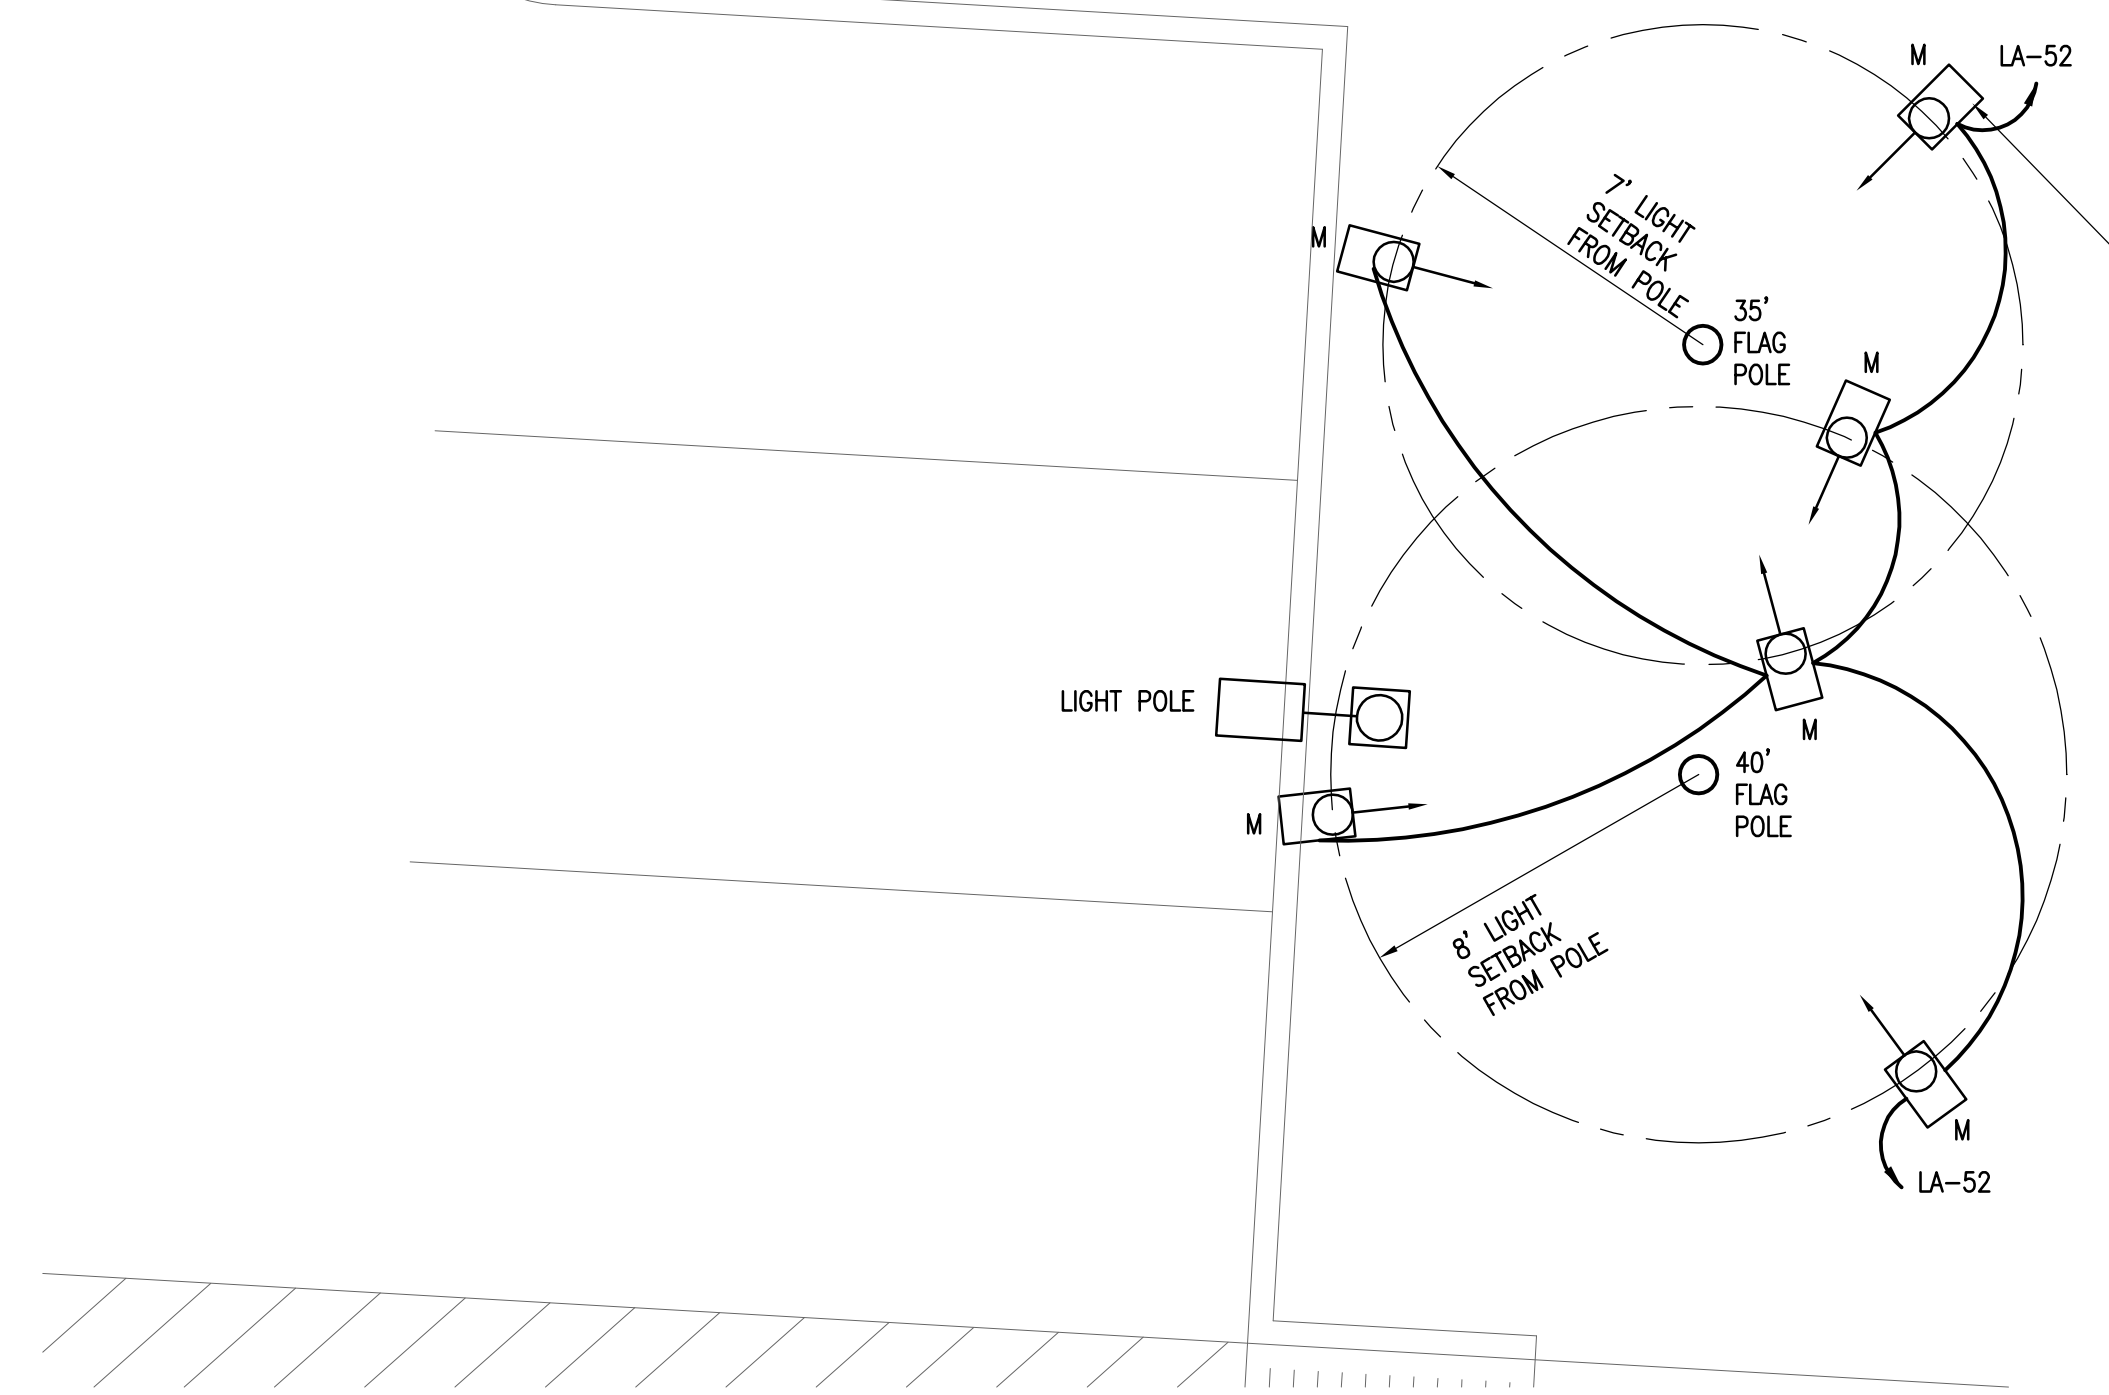 M
LA-52
M
7' LIGHT
SETBACK
FROM POLE
35'
FLAG
POLE
M
LIGHT POLE
M
40'
FLAG
POLE
M
8' LIGHT
SETBACK
FROM POLE
M
LA-52